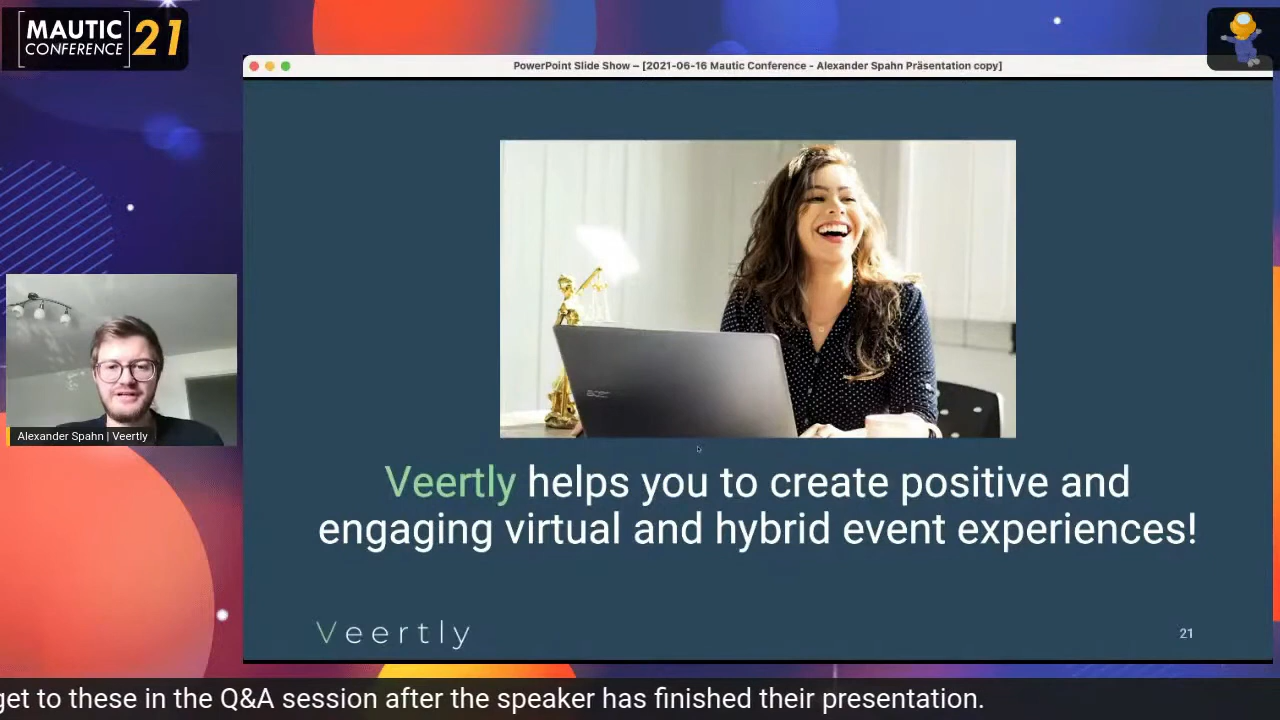 MAUTIC
CONFERENCE 21
PowerPoint Slide Show – [2021-06-16 Mautic Conference - Alexander Spahn Präsentation copy]
acer
Alexander Spahn | Veertly
Veertly helps you to create positive and
engaging virtual and hybrid event experiences!
Veertly
21
get to these in the Q&A session after the speaker has finished their presentation.